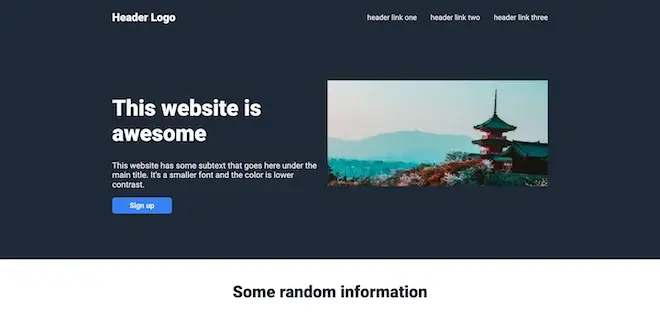 Header Logo
header link one
header link two
header link three
This website is
awesome
This website has some subtext that goes here under the
main title. It's a smaller font and the color is lower
contrast.
Sign up
Some random information